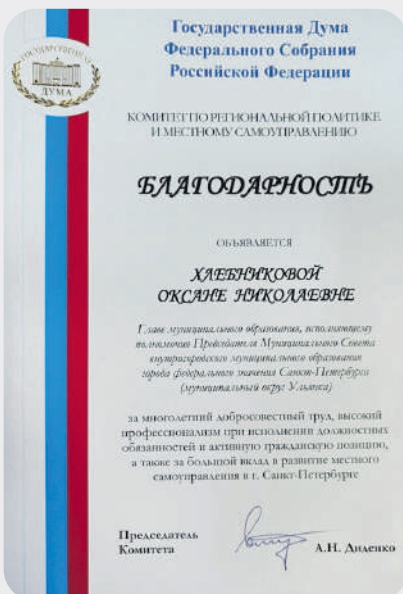 ГОСУДАРСТВЕННАЯ
ДУМА
Государственная Дума
Федерального Собрания
Российской Федерации
КОМИТЕТ ПО РЕГИОНАЛЬНОЙ ПОЛИТИКЕ
И МЕСТНОМУ САМОУПРАВЛЕНИЮ
БЛАГОДАРНОСТЬ
ОБЪЯВЛЯЕТСЯ
ХЛЕБНИКОВОЙ
ОКСАНЕ НИКОЛАЕВНЕ
Главе муниципального образования, исполняющему
полномочия Председателя Муниципального Совета
внутригородского муниципального образования
города федерального значения Санкт-Петербурга
(муниципальный округ Ульянка)
за многолетний добросовестный труд, высокий
профессионализм при исполнении должностных
обязанностей и активную гражданскую позицию,
а также за большой вклад в развитие местного
самоуправления в г. Санкт-Петербурге
Председатель
Комитета
А.Н. Диденко